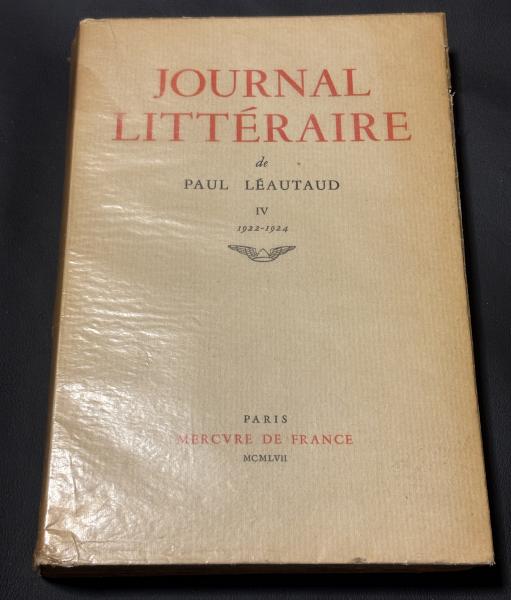 JOURNAL
LITTÉRAIRE
de
PAUL LÉAUTAUD
IV
1922-1924
PARIS
MERCVRE DE FRANCE
MCMLVII